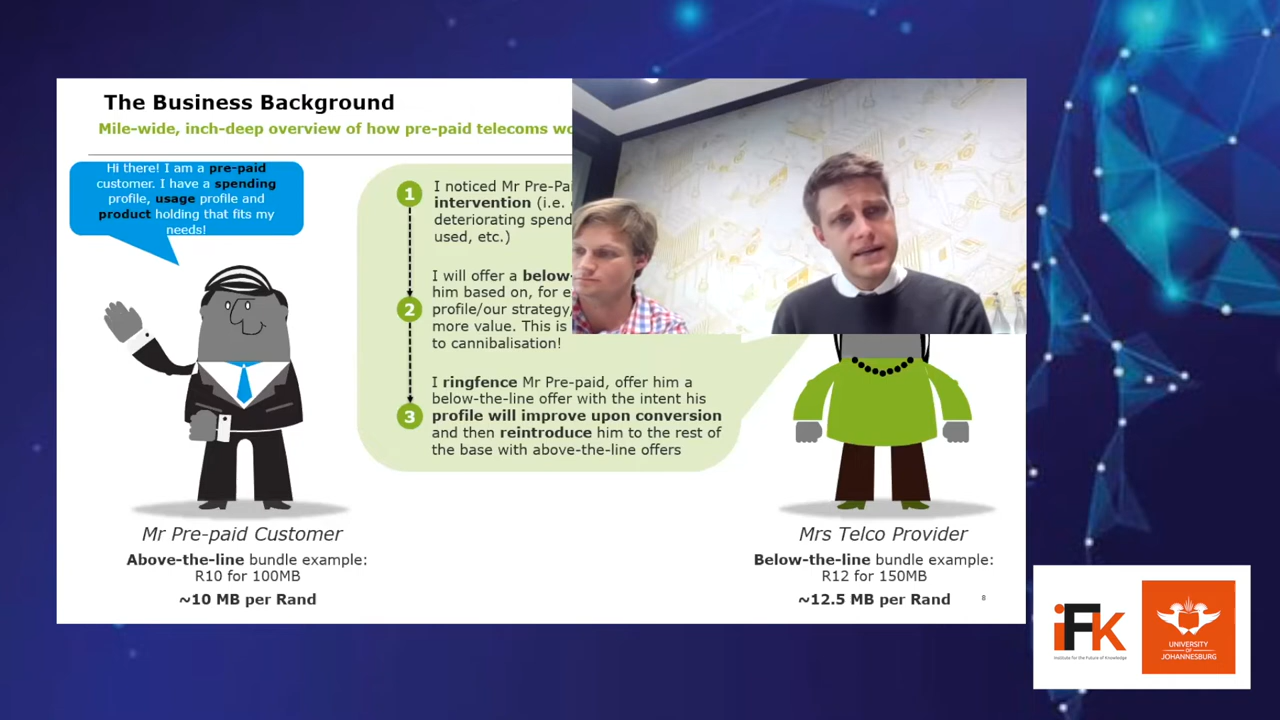 The Business Background
Mile-wide, inch-deep overview of how pre-paid telecoms
Hi there! I am a pre-paid
customer. I have a spending
profile, usage profile and
product holding that fits my
needs!
1
I noticed Mr Pre-Pai
intervention (i.e.
deteriorating spend
used, etc.)
2
I will offer a below-
him based on, for
profile/our strategy/
more value. This is
to cannibalisation!
3
I ringfence Mr Pre-paid, offer him a
below-the-line offer with the intent his
profile will improve upon conversion
and then reintroduce him to the rest of
the base with above-the-line offers
Mr Pre-paid Customer
Above-the-line bundle example:
R10 for 100MB
~10 MB per Rand
Mrs Telco Provider
Below-the-line bundle example:
R12 for 150MB
~12.5 MB per Rand
8
iFK
Institute for the Future of Knowledge
UNIVERSITY
OF
JOHANNESBURG